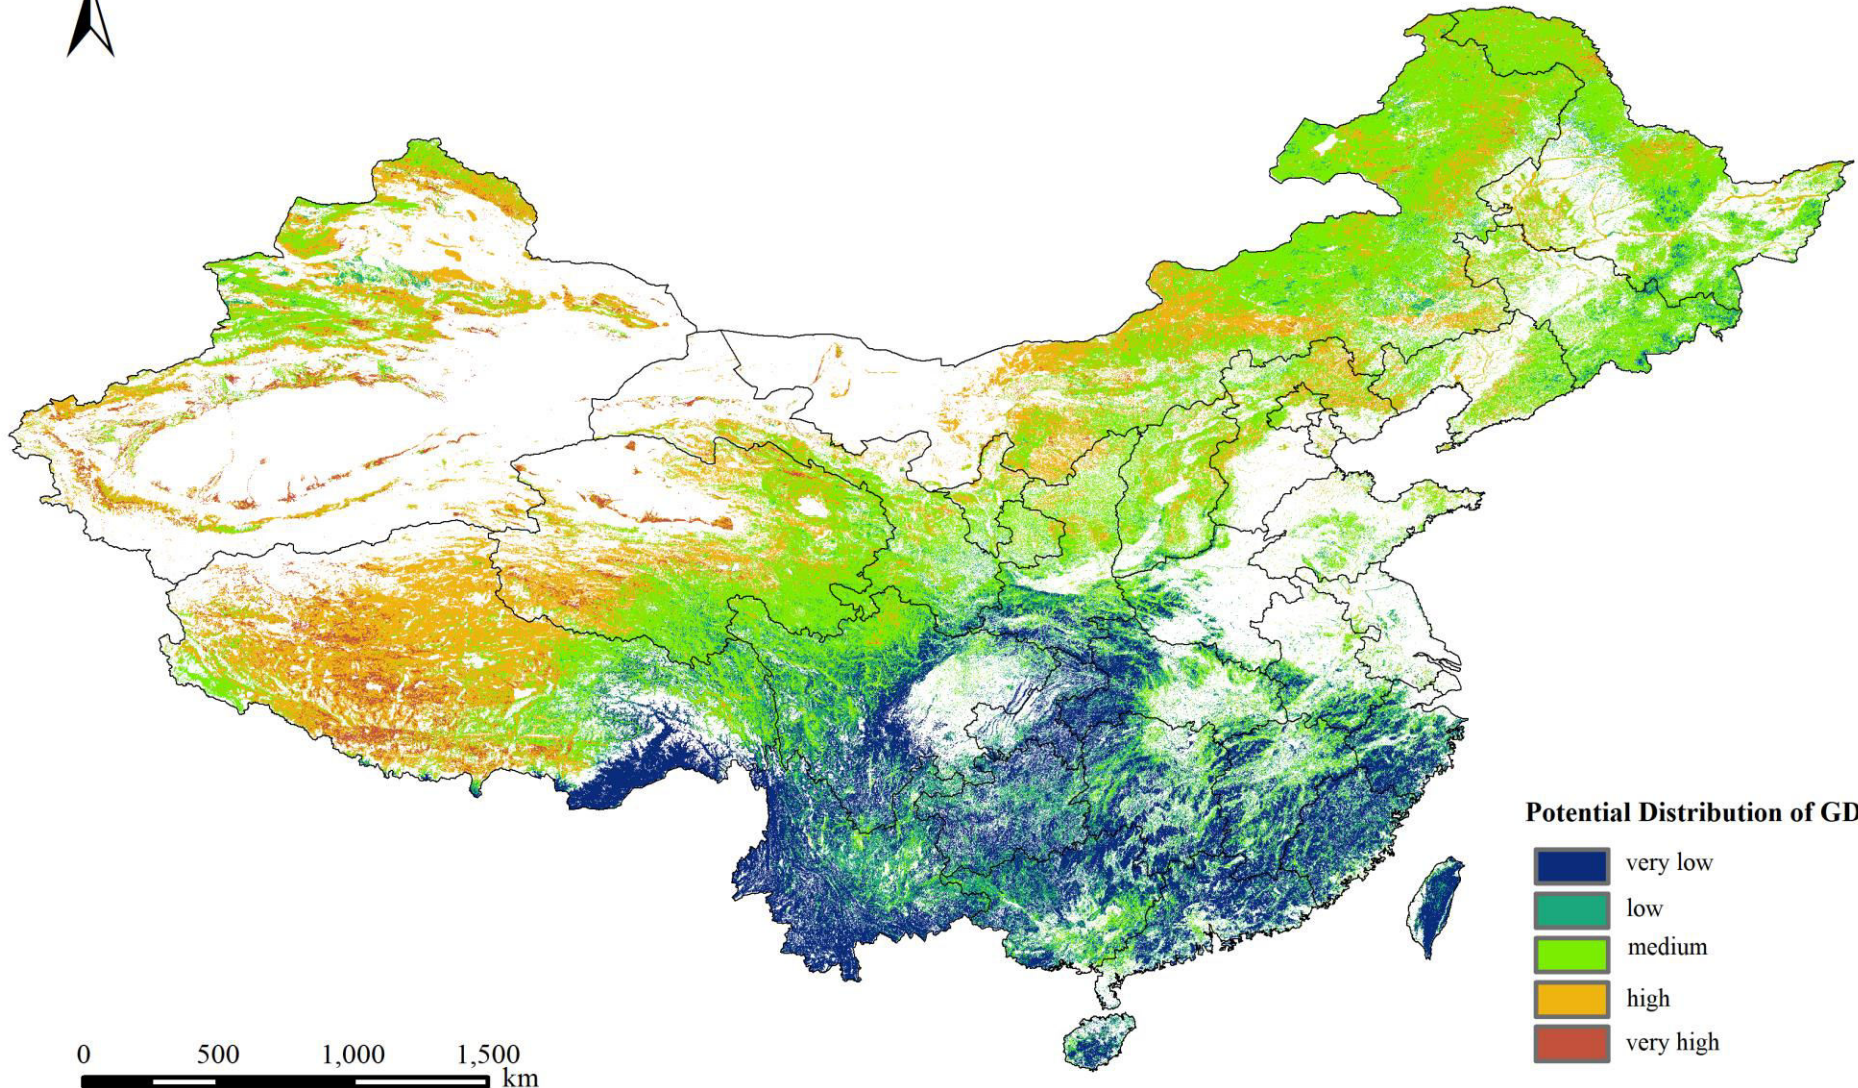 Potential Distribution of GD
very low
low
medium
high
very high
0 500 1,000 1,500
km